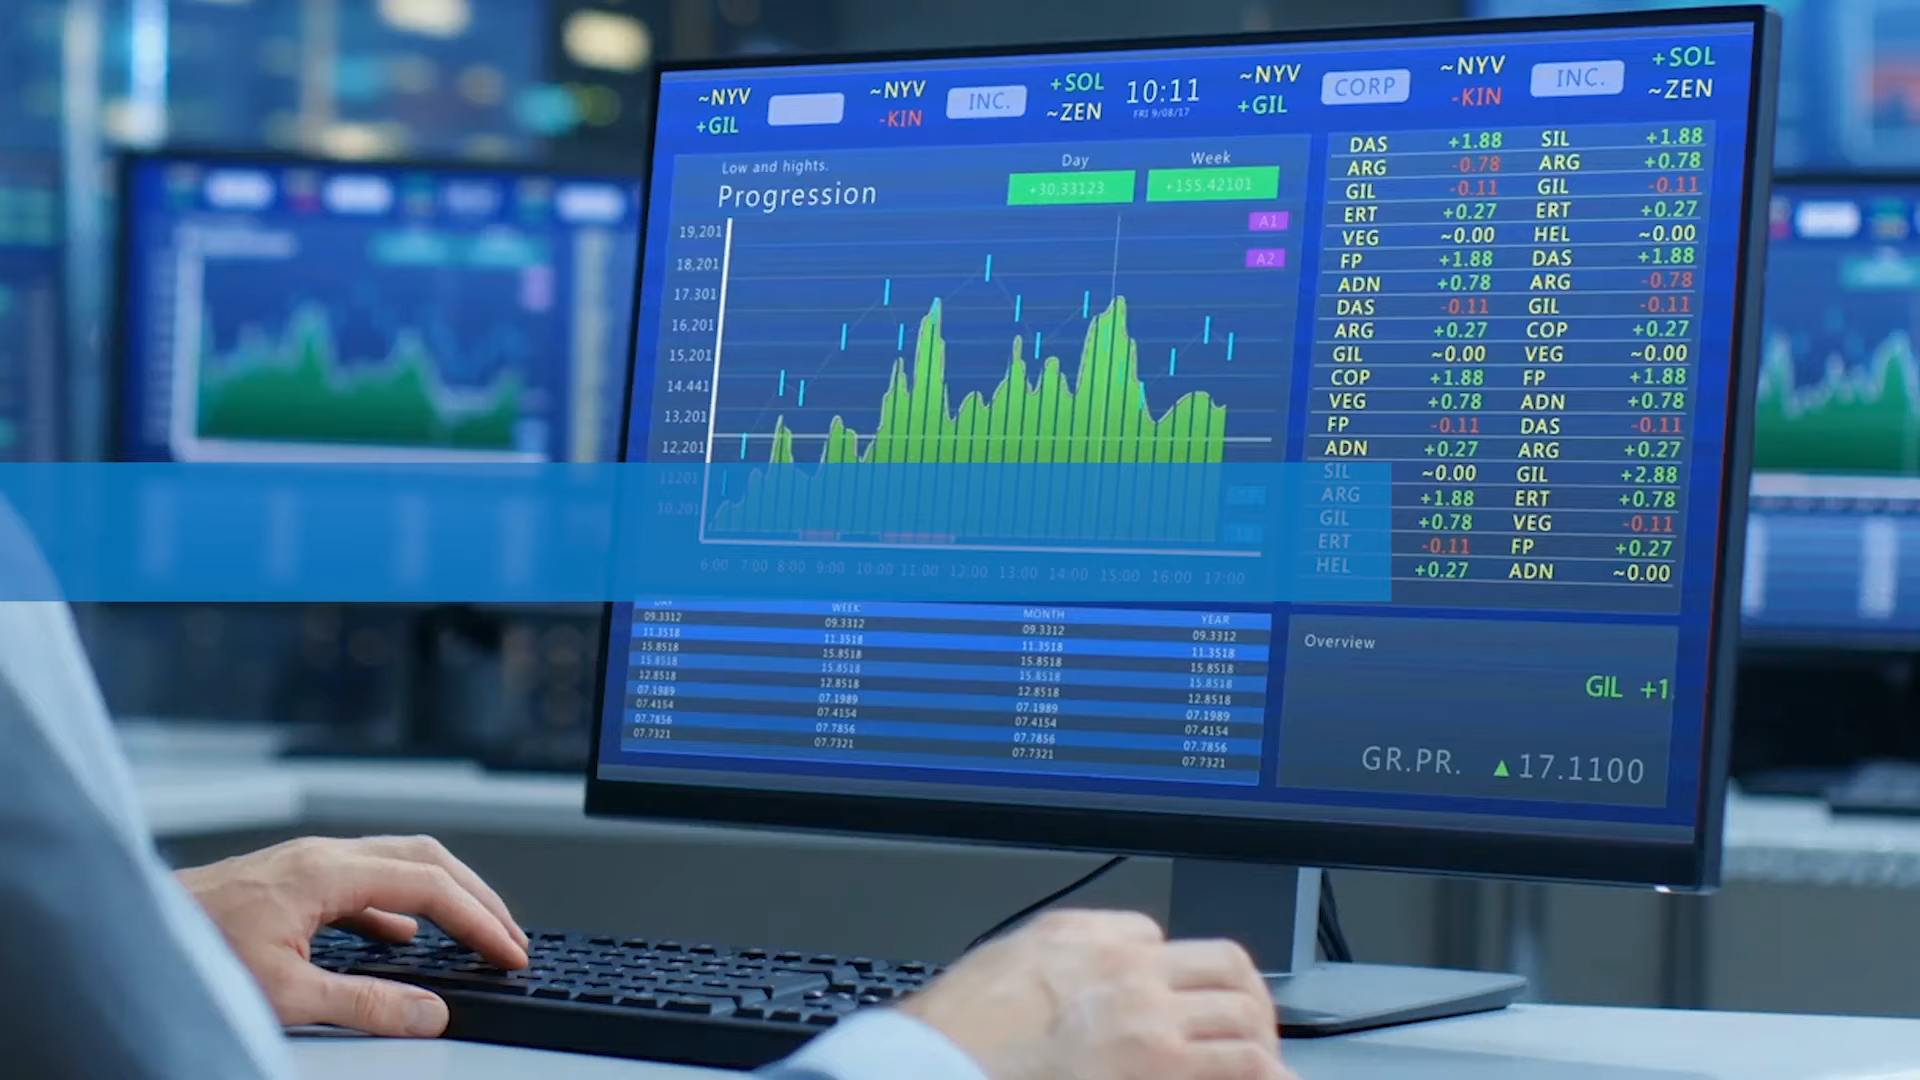 ~NYV ~NYV +SOL 10:11 ~NYV ~NYV +SOL
+GIL -KIN INC. ~ZEN FRI 9/08/17 +GIL CORP -KIN INC. ~ZEN
Low and hights. Day Week
Progression +30.33123 +155.42101
A1
A2
19,201
18,201
17.301
16,201
15,201
14.441
13,201
12,201
11201
10.201
6:00 7:00 8:00 9:00 10:00 11:00 12:00 13:00 14:00 15:00 16:00 17:00
DAS +1.88 SIL +1.88
ARG -0.78 ARG +0.78
GIL -0.11 GIL -0.11
ERT +0.27 ERT +0.27
VEG ~0.00 HEL ~0.00
FP +1.88 DAS +1.88
ADN +0.78 ARG -0.78
DAS -0.11 GIL -0.11
ARG +0.27 COP +0.27
GIL ~0.00 VEG ~0.00
COP +1.88 FP +1.88
VEG +0.78 ADN +0.78
FP -0.11 DAS -0.11
ADN +0.27 ARG +0.27
SIL ~0.00 GIL +2.88
ARG +1.88 ERT +0.78
GIL +0.78 VEG -0.11
ERT -0.11 FP +0.27
HEL +0.27 ADN ~0.00
DAY WEEK MONTH YEAR
09.3312 09.3312 09.3312 09.3312
11.3518 11.3518 11.3518 11.3518
15.8518 15.8518 15.8518 15.8518
15.8518 15.8518 15.8518 15.8518
12.8518 12.8518 12.8518 12.8518
07.1989 07.1989 07.1989 07.1989
07.4154 07.4154 07.4154 07.4154
07.7856 07.7856 07.7856 07.7856
07.7321 07.7321 07.7321 07.7321
Overview
GIL +1
GR.PR. ▲17.1100